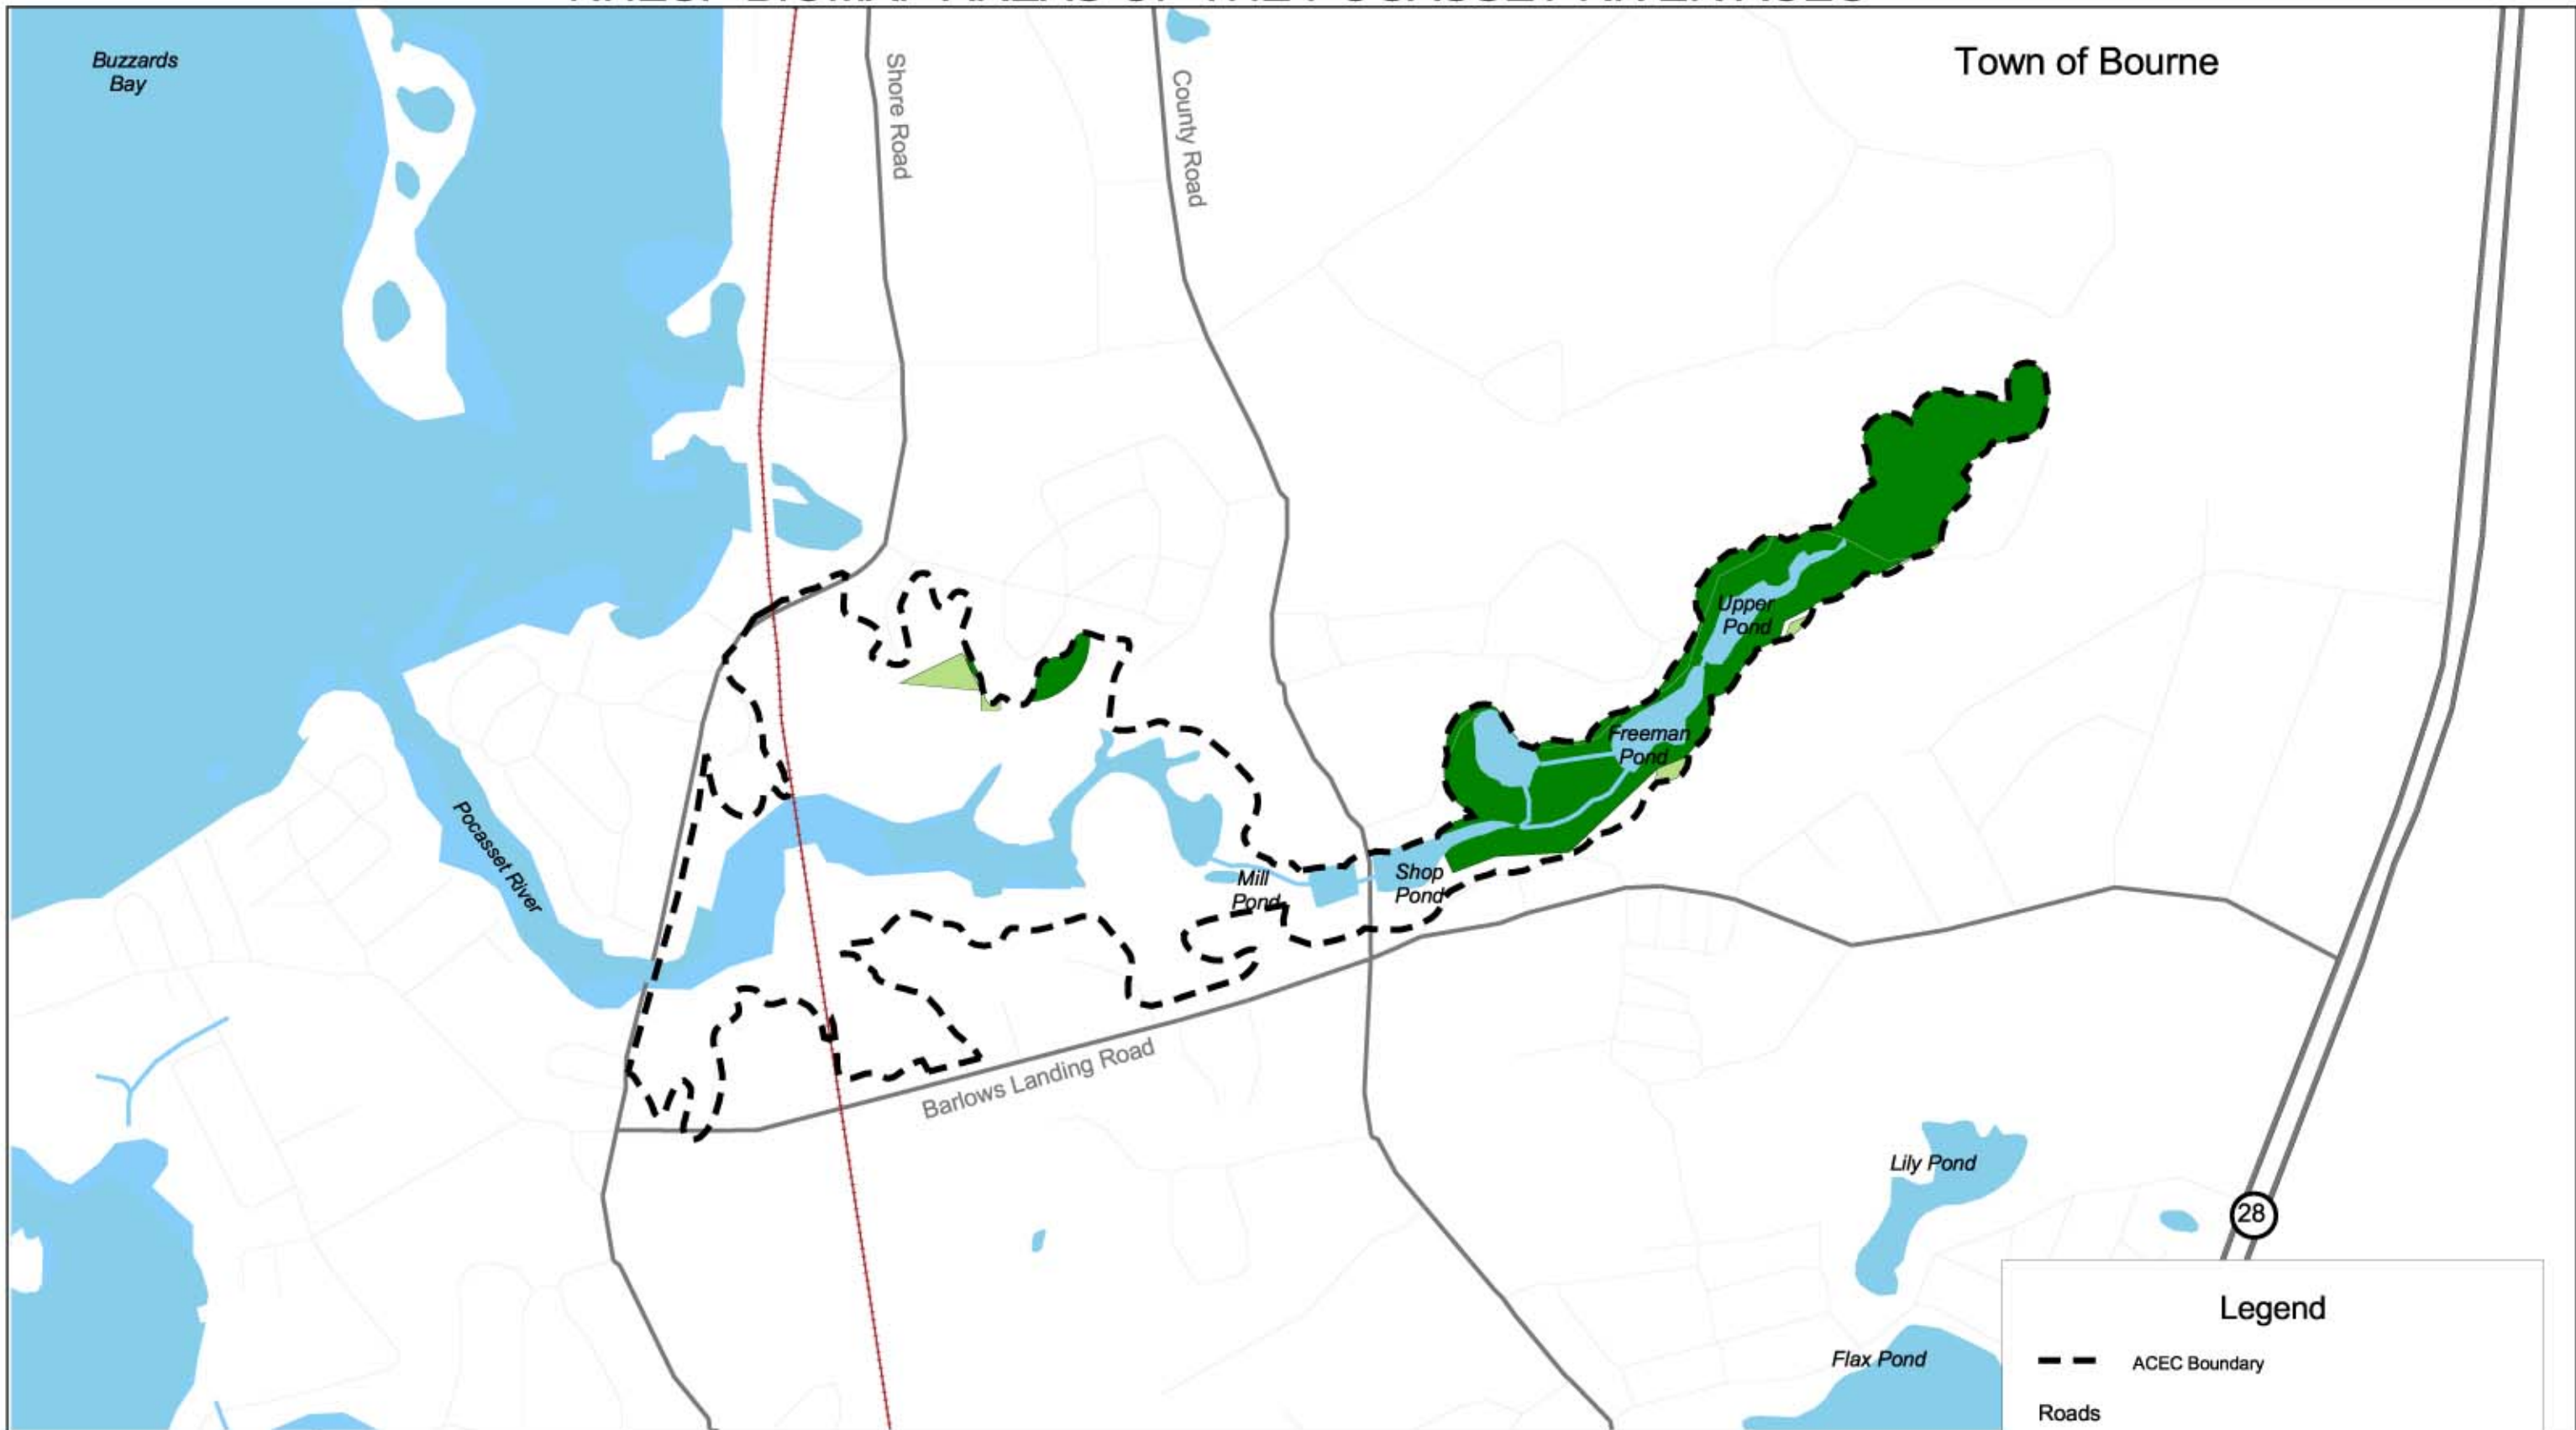 Buzzards
Bay
Shore Road
County Road
Town of Bourne
Upper
Pond
Freeman
Pond
Pocasset River
Mill
Pond
Shop
Pond
Barlows Landing Road
Lily Pond
28
Flax Pond
Legend
ACEC Boundary
Roads